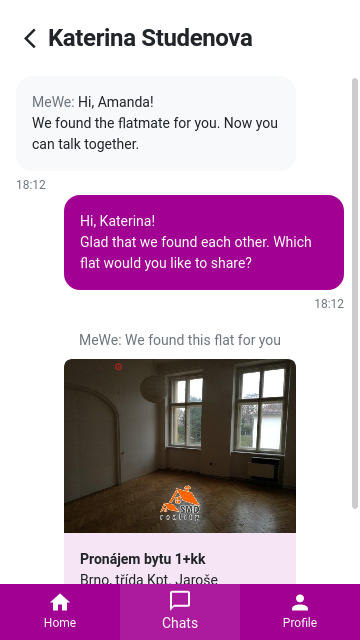 Katerina Studenova
MeWe: Hi, Amanda!
We found the flatmate for you. Now you
can talk together.
18:12
Hi, Katerina!
Glad that we found each other. Which
flat would you like to share?
18:12
MeWe: We found this flat for you
SMD
reality
Pronájem bytu 1+kk
Brno, třída Kpt. Jaroše
Home
Chats
Profile